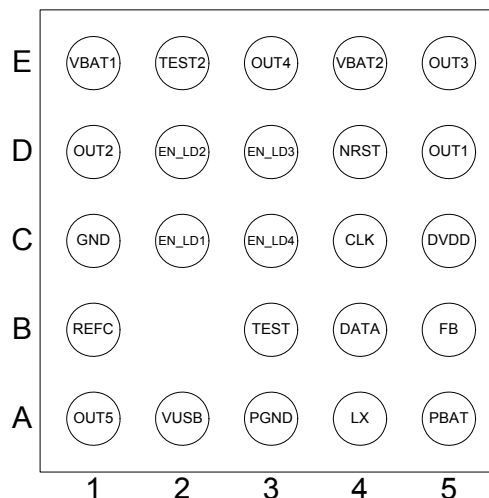 E VBAT1 TEST2 OUT4 VBAT2 OUT3
D OUT2 EN_LD2 EN_LD3 NRST OUT1
C GND EN_LD1 EN_LD4 CLK DVDD
B REFC TEST DATA FB
A OUT5 VUSB PGND LX PBAT
1 2 3 4 5